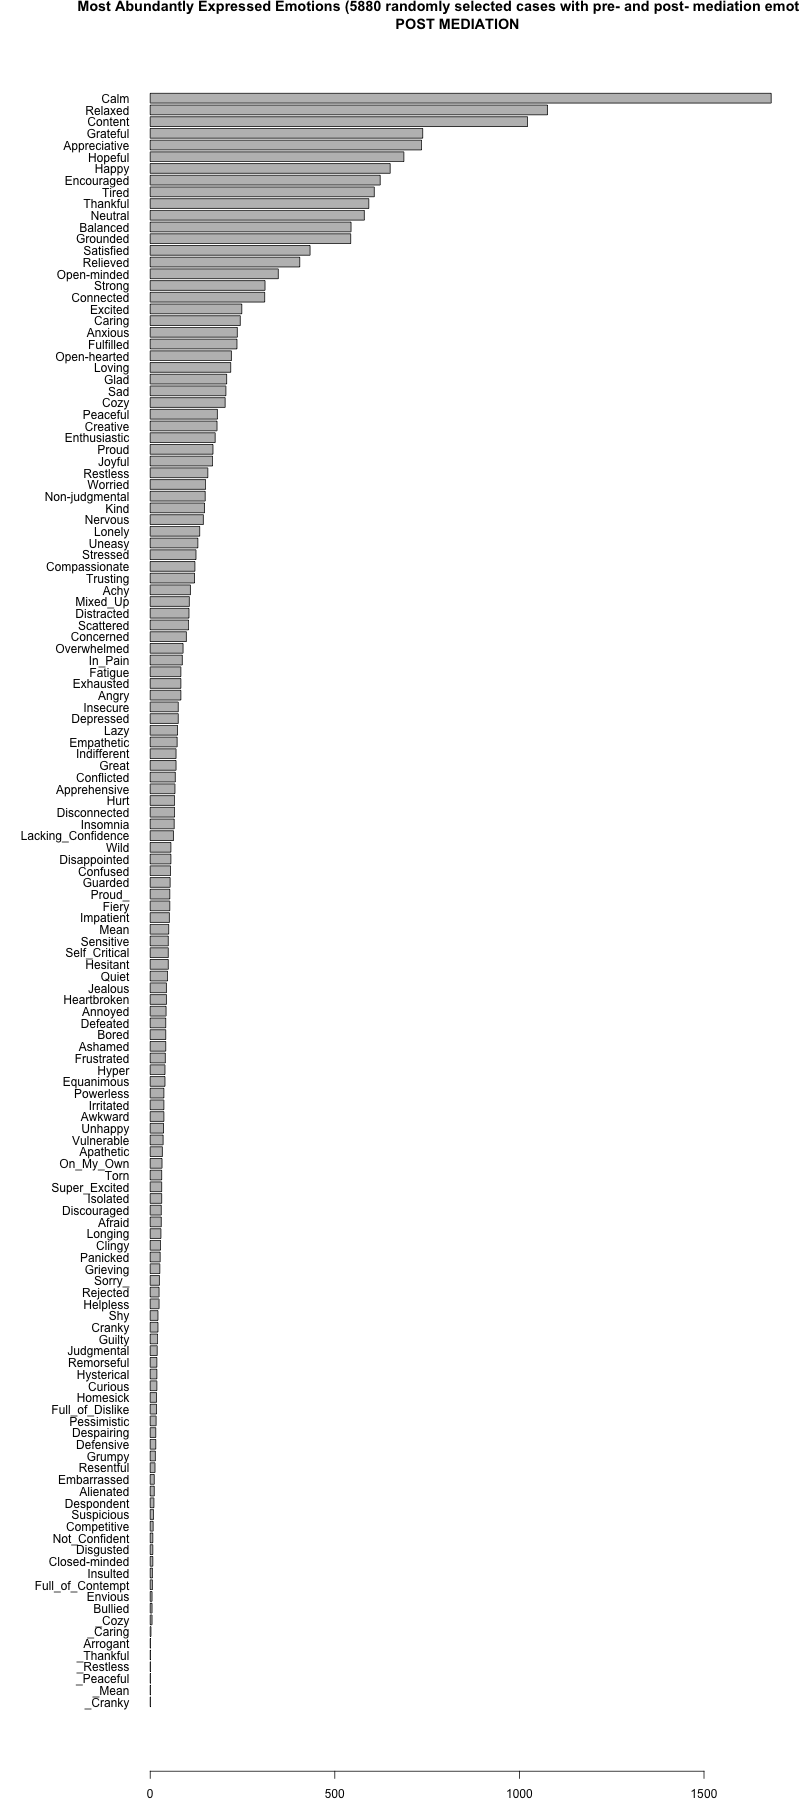 Most Abundantly Expressed Emotions (5880 randomly selected cases with pre- and post- mediation emot
POST MEDIATION
Calm
Relaxed
Content
Grateful
Appreciative
Hopeful
Happy
Encouraged
Tired
Thankful
Neutral
Balanced
Grounded
Satisfied
Relieved
Open-minded
Strong
Connected
Excited
Caring
Anxious
Fulfilled
Open-hearted
Loving
Glad
Sad
Cozy
Peaceful
Creative
Enthusiastic
Proud
Joyful
Restless
Worried
Non-judgmental
Kind
Nervous
Lonely
Uneasy
Stressed
Compassionate
Trusting
Achy
Mixed_Up
Distracted
Scattered
Concerned
Overwhelmed
In_Pain
Fatigue
Exhausted
Angry
Insecure
Depressed
Lazy
Empathetic
Indifferent
Great
Conflicted
Apprehensive
Hurt
Disconnected
Insomnia
Lacking_Confidence
Wild
Disappointed
Confused
Guarded
Proud_
Fiery
Impatient
Mean
Sensitive
Self_Critical
Hesitant
Quiet
Jealous
Heartbroken
Annoyed
Defeated
Bored
Ashamed
Frustrated
Hyper
Equanimous
Powerless
Irritated
Awkward
Unhappy
Vulnerable
Apathetic
On_My_Own
Torn
Super_Excited
Isolated
Discouraged
Afraid
Longing
Clingy
Panicked
Grieving
Sorry_
Rejected
Helpless
Shy
Cranky
Guilty
Judgmental
Remorseful
Hysterical
Curious
Homesick
Full_of_Dislike
Pessimistic
Despairing
Defensive
Grumpy
Resentful
Embarrassed
Alienated
Despondent
Suspicious
Competitive
Not_Confident
Disgusted
Closed-minded
Insulted
Full_of_Contempt
Envious
Bullied
_Cozy
_Caring
Arrogant
_Thankful
_Restless
_Peaceful
_Mean
_Cranky
0 500 1000 1500